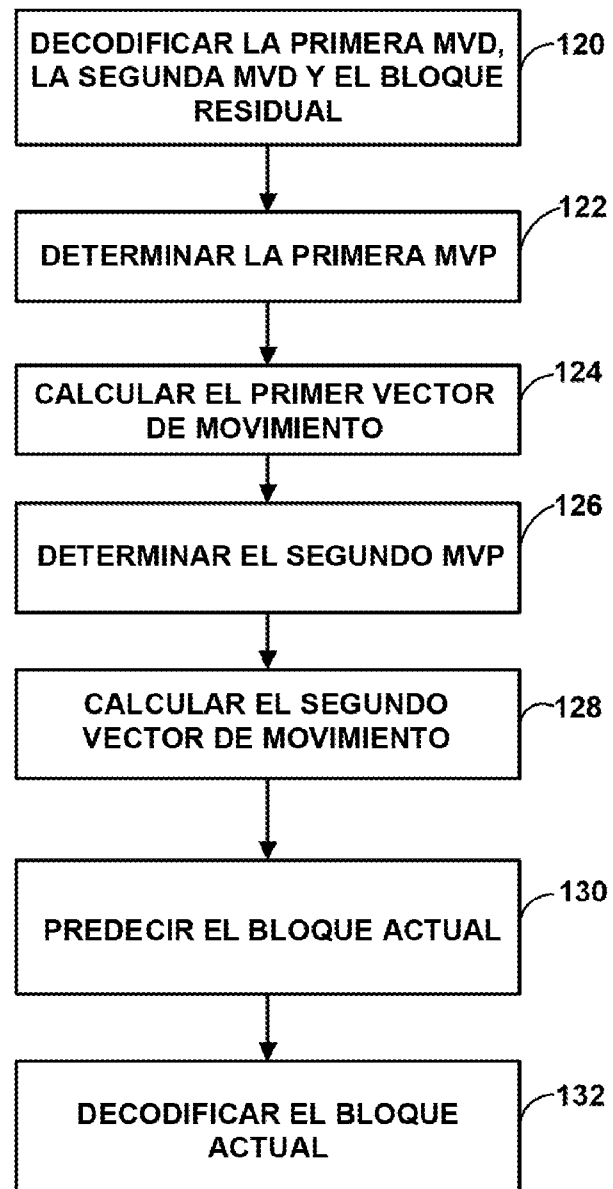 DECODIFICAR LA PRIMERA MVD,
LA SEGUNDA MVD Y EL BLOQUE
RESIDUAL
120
DETERMINAR LA PRIMERA MVP
122
CALCULAR EL PRIMER VECTOR
DE MOVIMIENTO
124
DETERMINAR EL SEGUNDO MVP
126
CALCULAR EL SEGUNDO
VECTOR DE MOVIMIENTO
128
PREDECIR EL BLOQUE ACTUAL
130
DECODIFICAR EL BLOQUE
ACTUAL
132